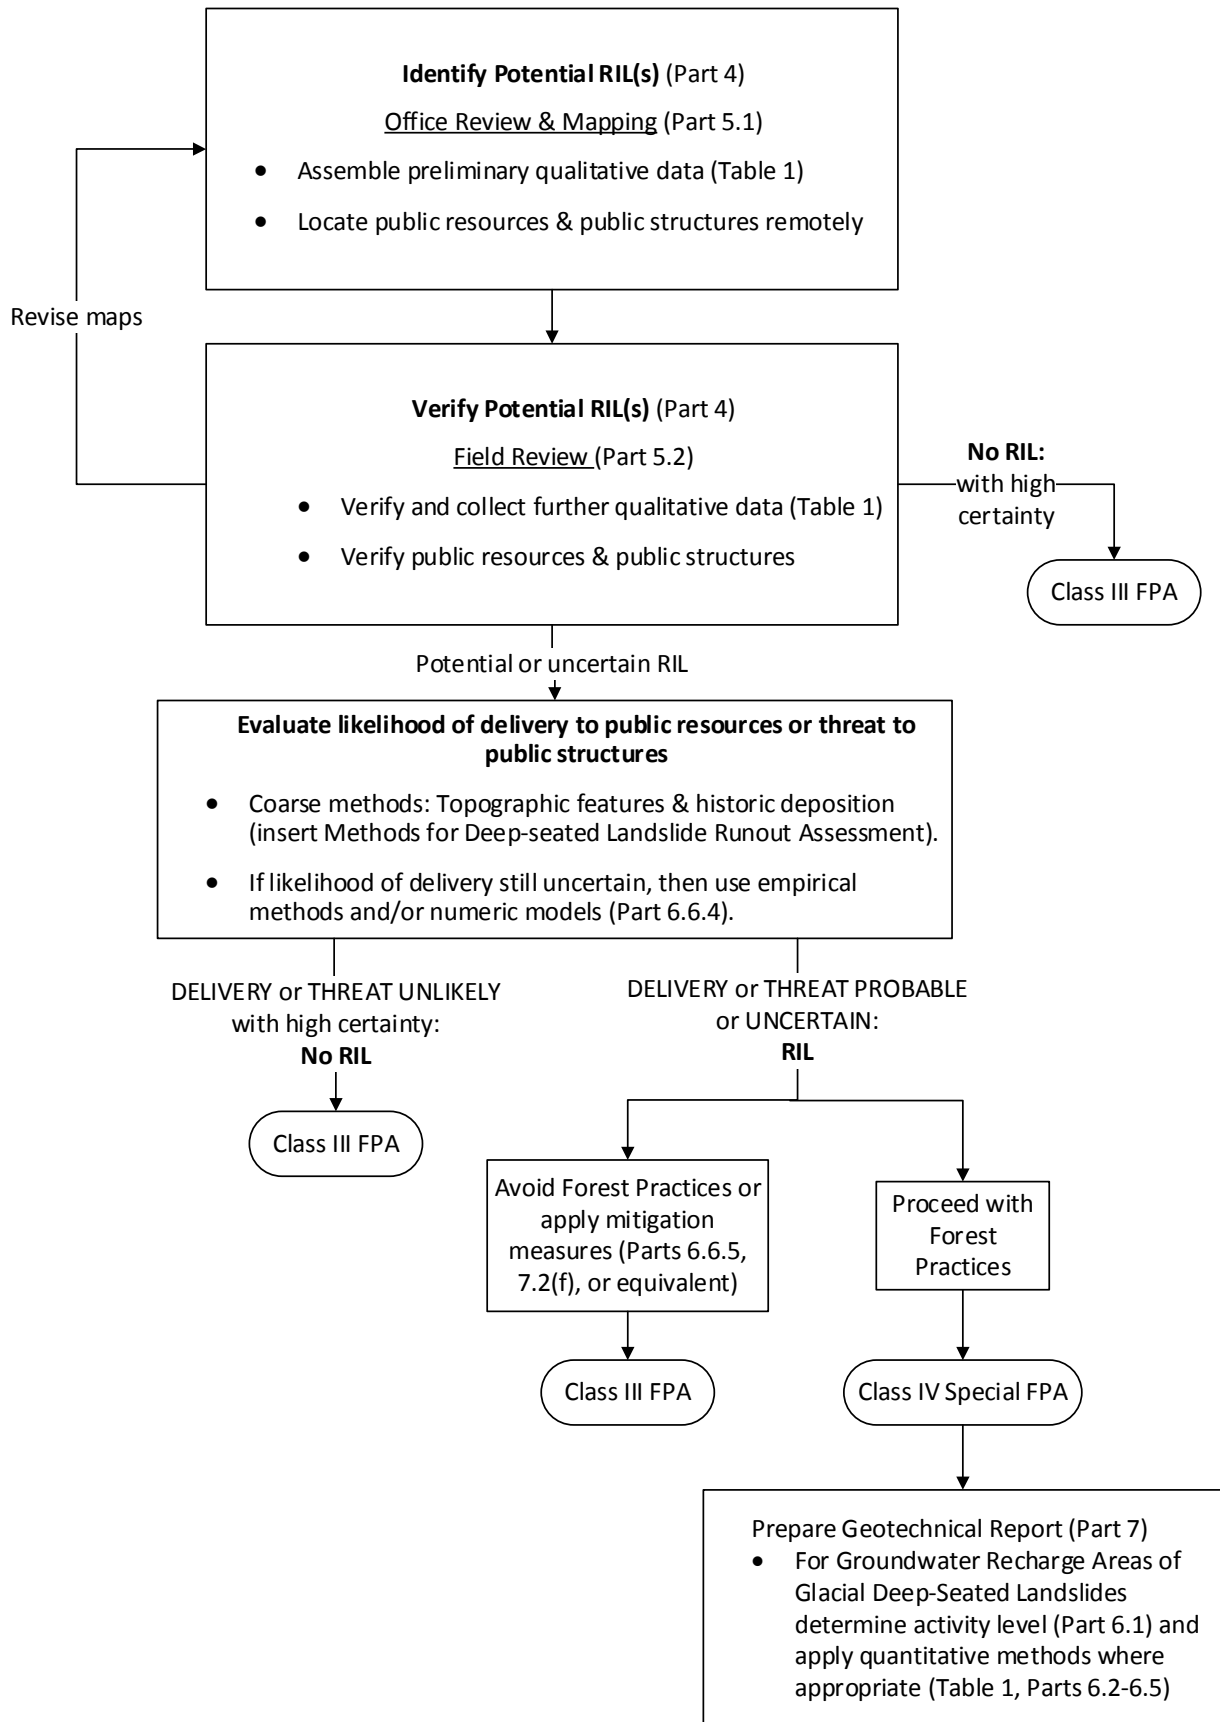 Identify Potential RIL(s) (Part 4)
Office Review & Mapping (Part 5.1)
• Assemble preliminary qualitative data (Table 1)
• Locate public resources & public structures remotely
Revise maps
Verify Potential RIL(s) (Part 4)
Field Review (Part 5.2)
• Verify and collect further qualitative data (Table 1)
• Verify public resources & public structures
No RIL:
with high
certainty
Class III FPA
Potential or uncertain RIL
Evaluate likelihood of delivery to public resources or threat to
public structures
• Coarse methods: Topographic features & historic deposition
(insert Methods for Deep-seated Landslide Runout Assessment).
• If likelihood of delivery still uncertain, then use empirical
methods and/or numeric models (Part 6.6.4).
DELIVERY or THREAT UNLIKELY
with high certainty:
No RIL
Class III FPA
DELIVERY or THREAT PROBABLE
or UNCERTAIN:
RIL
Avoid Forest Practices or
apply mitigation
measures (Parts 6.6.5,
7.2(f), or equivalent)
Class III FPA
Proceed with
Forest
Practices
Class IV Special FPA
Prepare Geotechnical Report (Part 7)
• For Groundwater Recharge Areas of
Glacial Deep-Seated Landslides
determine activity level (Part 6.1) and
apply quantitative methods where
appropriate (Table 1, Parts 6.2-6.5)